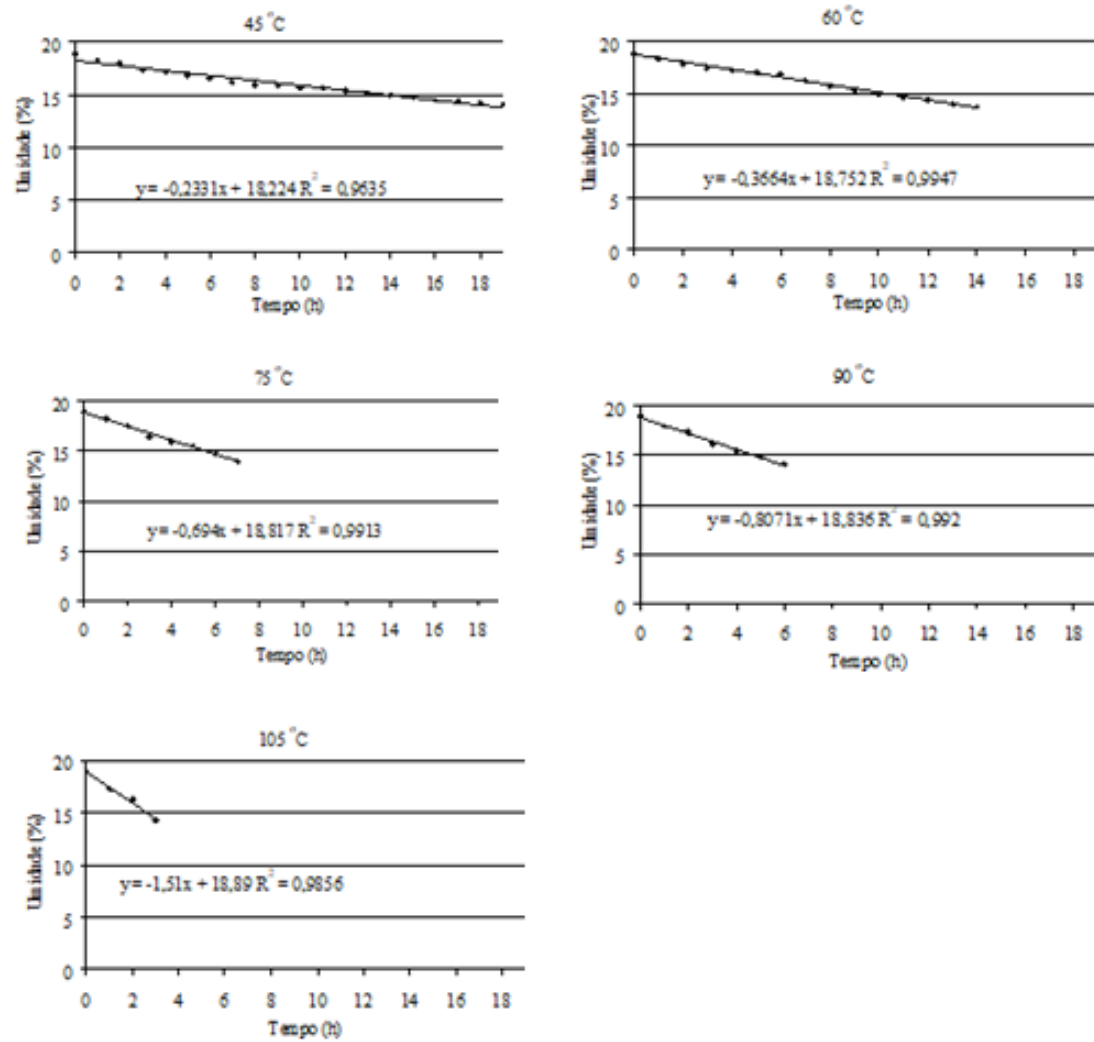 45 °C
20
15
10
5
0
Umidade (%)
y= -0,2331x + 18,224 R² = 0,9635
0 2 4 6 8 10 12 14 16 18
Tempo (h)
60 °C
20
15
10
5
0
Umidade (%)
y= -0,3664x + 18,752 R² = 0,9947
0 2 4 6 8 10 12 14 16 18
Tempo (h)
75 °C
20
15
10
5
0
Umidade (%)
y= -0,694x + 18,817 R² = 0,9913
0 2 4 6 8 10 12 14 16 18
Tempo (h)
90 °C
20
15
10
5
0
Umidade (%)
y= -0,8071x + 18,836 R² = 0,992
0 2 4 6 8 10 12 14 16 18
Tempo (h)
105 °C
20
15
10
5
0
Umidade (%)
y= -1,51x + 18,89 R² = 0,9856
0 2 4 6 8 10 12 14 16 18
Tempo (h)